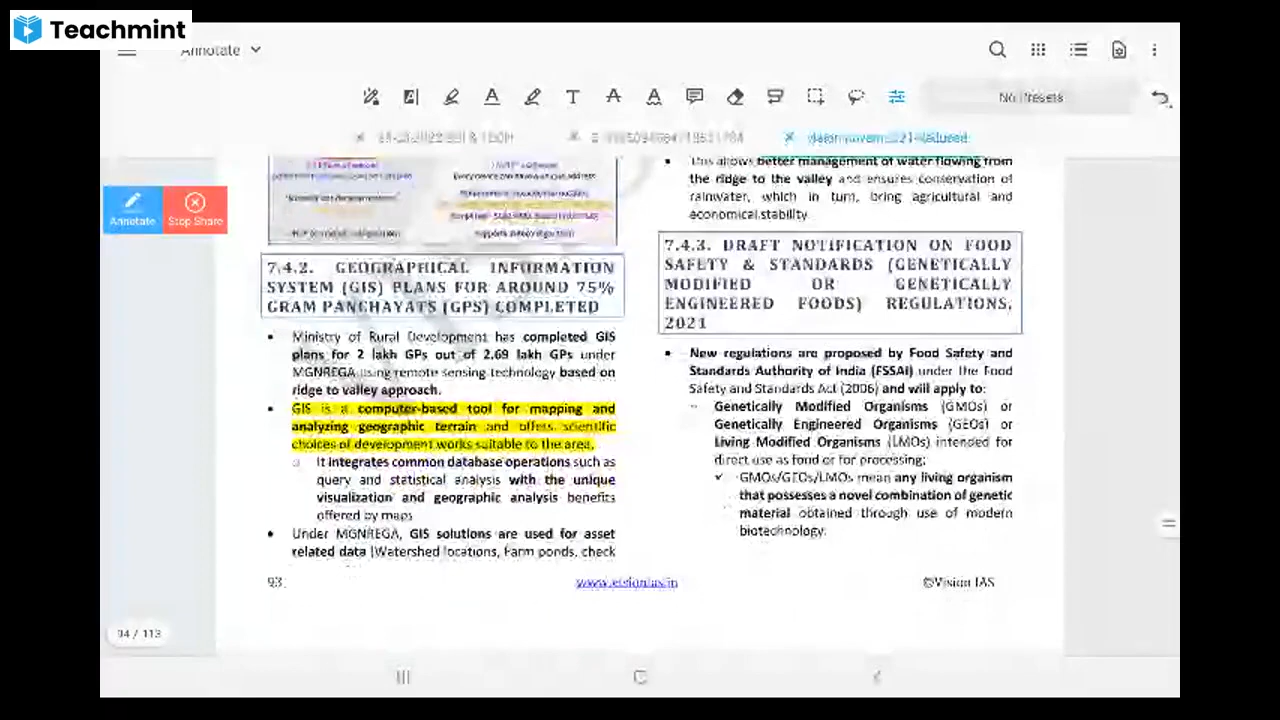 Teachmint
Annotate
No Presets
Annotate
Stop Share
Every device can have a unique address
This allows better management of water flowing from
the ridge to the valley and ensures conservation of
rainwater, which in turn, bring agricultural and
economical stability
7.4.2. GEOGRAPHICAL INFORMATION
SYSTEM (GIS) PLANS FOR AROUND 75%
GRAM PANCHAYATS (GPS) COMPLETED
Ministry of Rural Development has completed GIS
plans for 2 lakh GPs out of 2.69 lakh GPs under
MGNREGA using remote sensing technology based on
ridge to valley approach.
GIS is a computer-based tool for mapping and
analyzing geographic terrain and offers scientific
choices of development works suitable to the area.
It integrates common database operations such as
query and statistical analysis with the unique
visualization and geographic analysis benefits
offered by maps
Under MGNREGA, GIS solutions are used for asset
related data (Watershed locations, Farm ponds, check
7.4.3. DRAFT NOTIFICATION ON FOOD
SAFETY & STANDARDS (GENETICALLY
MODIFIED OR GENETICALLY
ENGINEERED FOODS) REGULATIONS,
2021
New regulations are proposed by Food Safety and
Standards Authority of India (FSSAI) under the Food
Safety and Standards Act (2006) and will apply to:
Genetically Modified Organisms (GMOs) or
Genetically Engineered Organisms (GEOs) or
Living Modified Organisms (LMOs) intended for
direct use as food or for processing;
✓ GMOs/GEOs/LMOs mean any living organism
that possesses a novel combination of genetic
material obtained through use of modern
biotechnology.
93
www.visionias.in
©Vision IAS
94 / 113